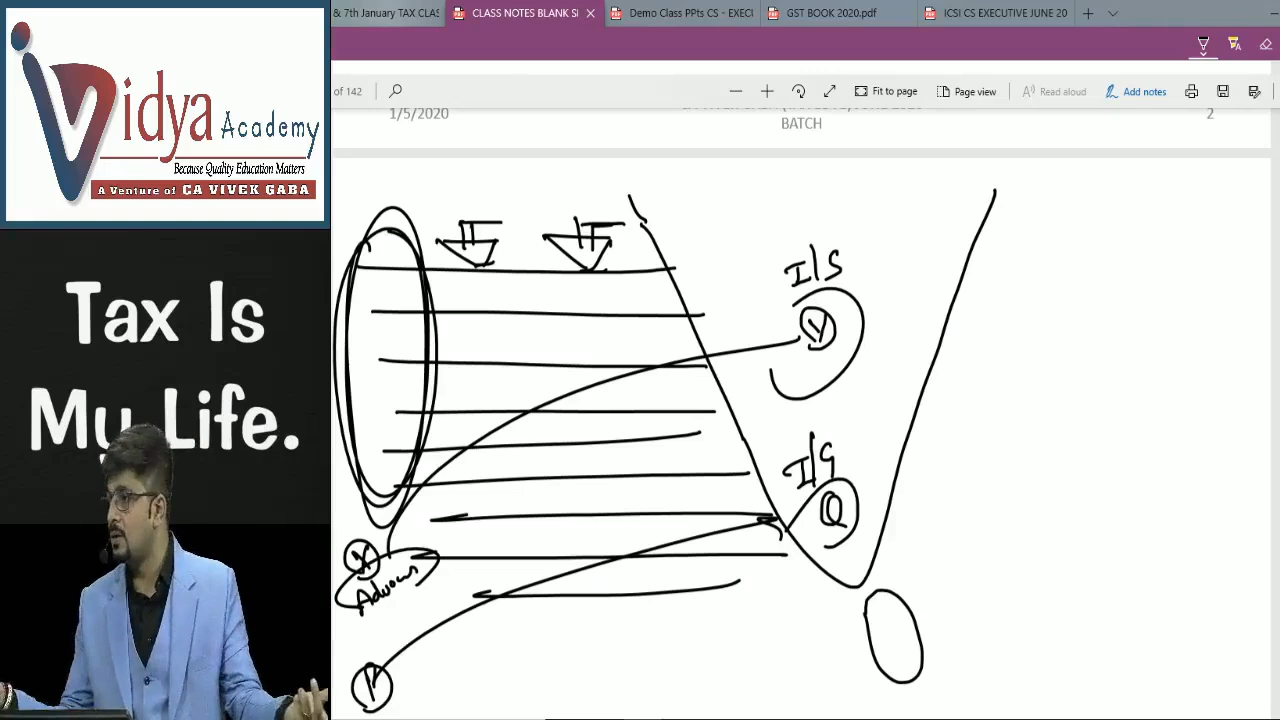 & 7th January TAX CLAS
CLASS NOTES BLANK SH
Demo Class PPts CS - EXECU
GST BOOK 2020.pdf
ICSI CS EXECUTIVE JUNE 20
of 142
Fit to page
Page view
Read aloud
Add notes
1/5/2020
BATCH
2
Vidya
Academy
Because Quality Education Matters
A Venture of CA VIVEK GABA
Tax Is
My Life.
I/S
Y
I/G
Q
X
P